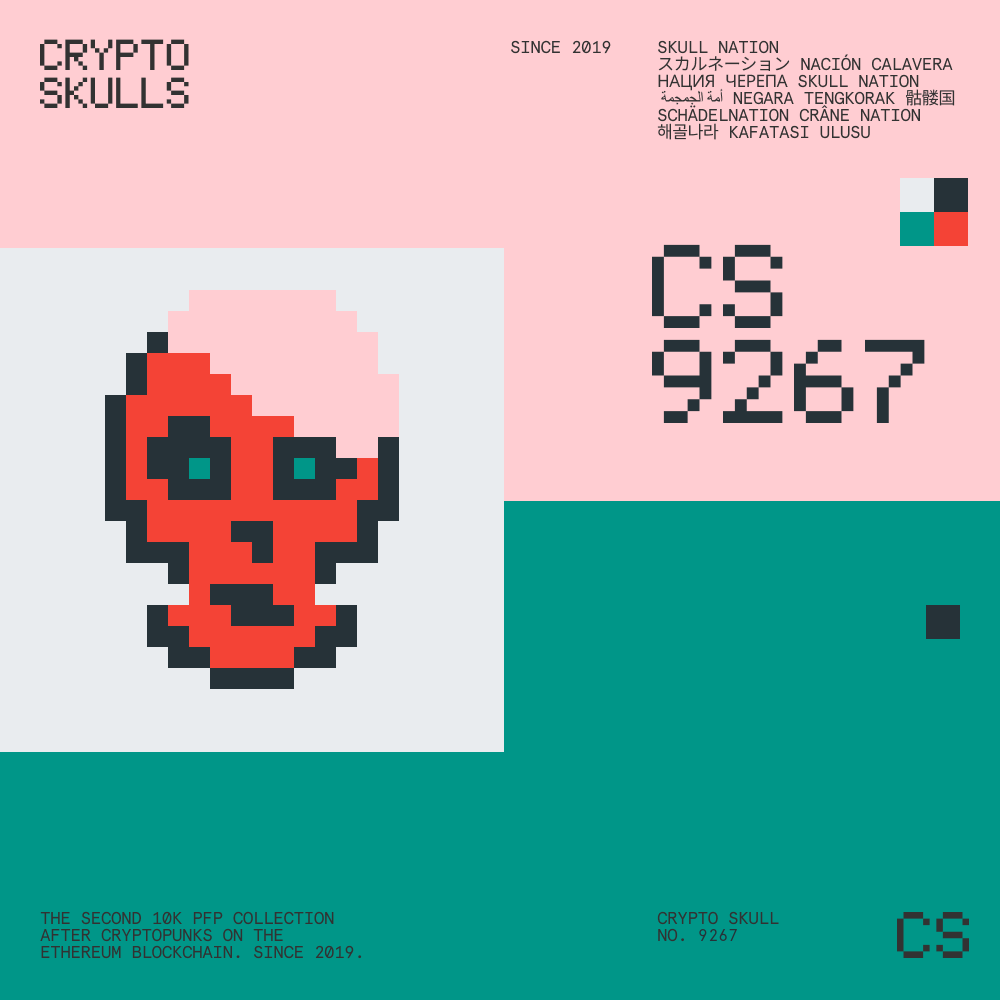 CRYPTO
SKULLS
SINCE 2019
SKULL NATION
スカルネーション NACIÓN CALAVERA
НАЦИЯ ЧЕРЕПА SKULL NATION
أمة الجمجمة NEGARA TENGKORAK 骷髅国
SCHÄDELNATION CRÂNE NATION
해골나라 KAFATASI ULUSU
CS
9267
THE SECOND 10K PFP COLLECTION
AFTER CRYPTOPUNKS ON THE
ETHEREUM BLOCKCHAIN. SINCE 2019.
CRYPTO SKULL
NO. 9267
CS